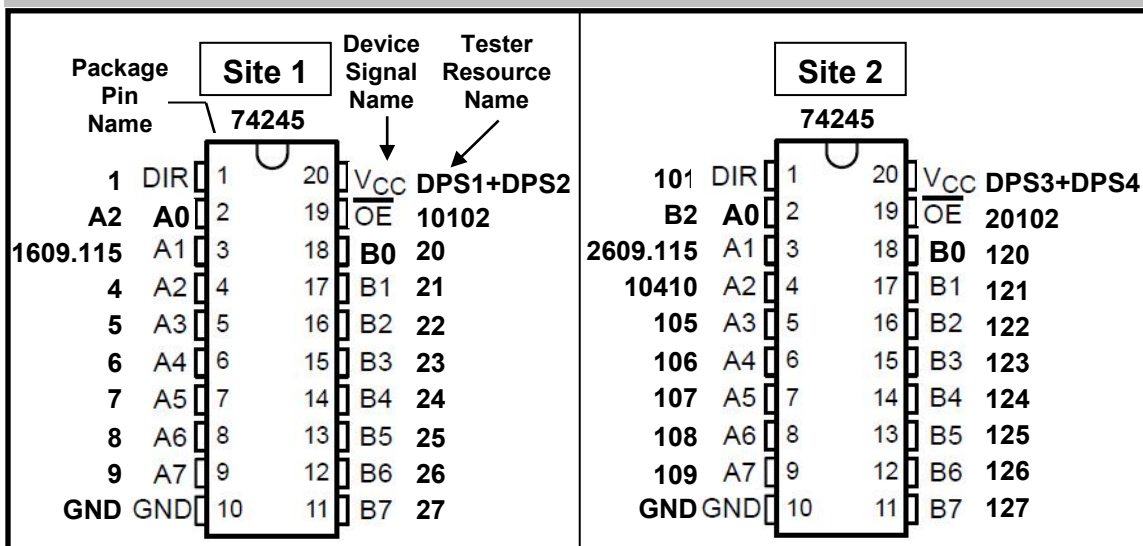 Package
Pin
Name
Site 1
Device
Signal
Name
Tester
Resource
Name
74245
1 DIR 1 20 VCC DPS1+DPS2
A2 A0 2 19 OE 10102
1609.115 A1 3 18 B0 20
4 A2 4 17 B1 21
5 A3 5 16 B2 22
6 A4 6 15 B3 23
7 A5 7 14 B4 24
8 A6 8 13 B5 25
9 A7 9 12 B6 26
GND GND 10 11 B7 27
Site 2
74245
101 DIR 1 20 VCC DPS3+DPS4
B2 A0 2 19 OE 20102
2609.115 A1 3 18 B0 120
10410 A2 4 17 B1 121
105 A3 5 16 B2 122
106 A4 6 15 B3 123
107 A5 7 14 B4 124
108 A6 8 13 B5 125
109 A7 9 12 B6 126
GND GND 10 11 B7 127